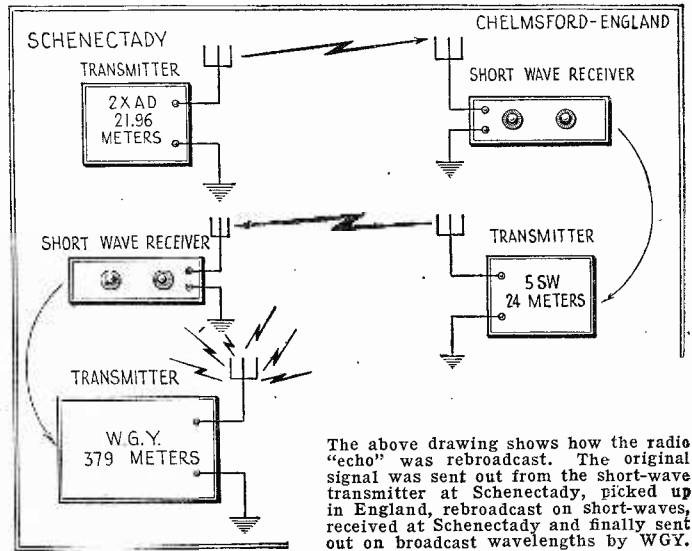 SCHENECTADY
CHELMSFORD-ENGLAND
TRANSMITTER
2XAD
21.96
METERS
SHORT WAVE RECEIVER
SHORT WAVE RECEIVER
TRANSMITTER
5SW
24 METERS
TRANSMITTER
W.G.Y.
379 METERS
The above drawing shows how the radio
"echo" was rebroadcast. The original
signal was sent out from the short-wave
transmitter at Schenectady, picked up
in England, rebroadcast on short-waves,
received at Schenectady and finally sent
out on broadcast wavelengths by WGY.